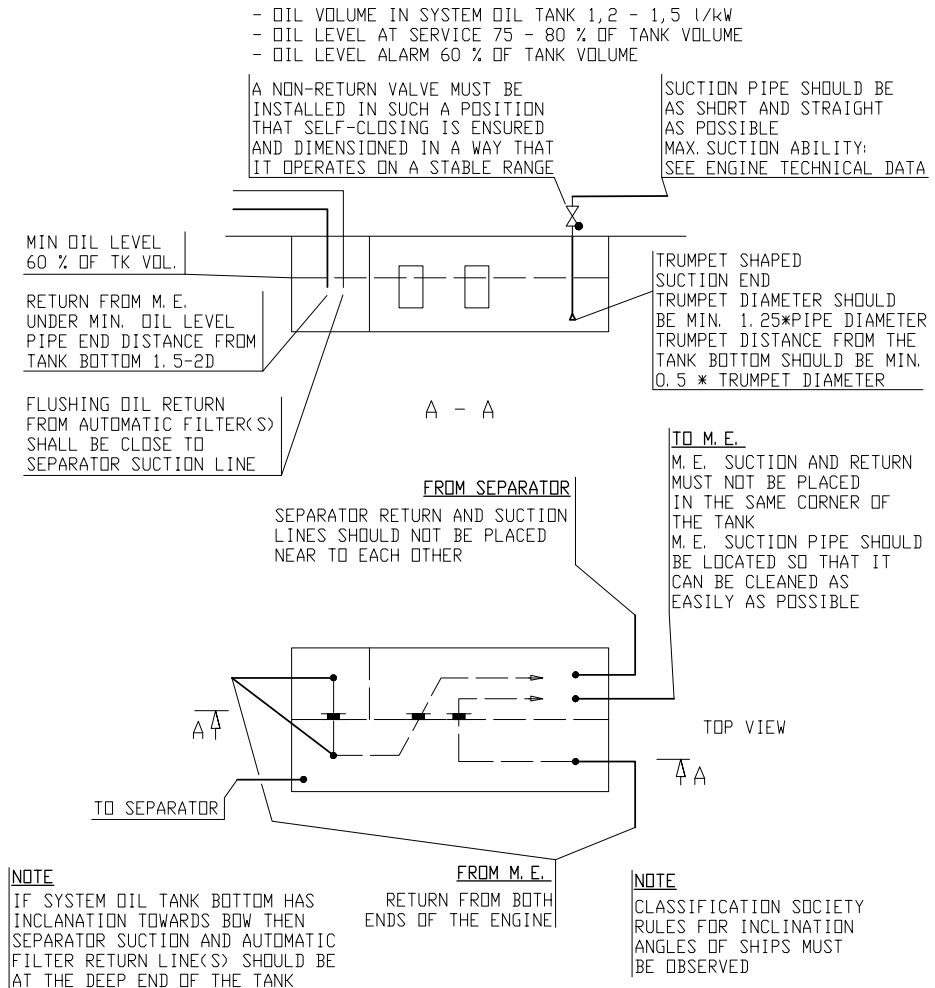 - OIL VOLUME IN SYSTEM OIL TANK 1,2 - 1,5 l/kW
- OIL LEVEL AT SERVICE 75 - 80 % OF TANK VOLUME
- OIL LEVEL ALARM 60 % OF TANK VOLUME
A NON-RETURN VALVE MUST BE
INSTALLED IN SUCH A POSITION
THAT SELF-CLOSING IS ENSURED
AND DIMENSIONED IN A WAY THAT
IT OPERATES ON A STABLE RANGE
SUCTION PIPE SHOULD BE
AS SHORT AND STRAIGHT
AS POSSIBLE
MAX. SUCTION ABILITY:
SEE ENGINE TECHNICAL DATA
MIN OIL LEVEL
60 % OF TK VOL.
RETURN FROM M.E.
UNDER MIN. OIL LEVEL
PIPE END DISTANCE FROM
TANK BOTTOM 1.5-2D
FLUSHING OIL RETURN
FROM AUTOMATIC FILTER(S)
SHALL BE CLOSE TO
SEPARATOR SUCTION LINE
TRUMPET SHAPED
SUCTION END
TRUMPET DIAMETER SHOULD
BE MIN. 1.25*PIPE DIAMETER
TRUMPET DISTANCE FROM THE
TANK BOTTOM SHOULD BE MIN.
0.5 * TRUMPET DIAMETER
A - A
FROM SEPARATOR
SEPARATOR RETURN AND SUCTION
LINES SHOULD NOT BE PLACED
NEAR TO EACH OTHER
TO M.E.
M.E. SUCTION AND RETURN
MUST NOT BE PLACED
IN THE SAME CORNER OF
THE TANK
M.E. SUCTION PIPE SHOULD
BE LOCATED SO THAT IT
CAN BE CLEANED AS
EASILY AS POSSIBLE
A
TOP VIEW
A
TO SEPARATOR
FROM M.E.
RETURN FROM BOTH
ENDS OF THE ENGINE
NOTE
IF SYSTEM OIL TANK BOTTOM HAS
INCLANATION TOWARDS BOW THEN
SEPARATOR SUCTION AND AUTOMATIC
FILTER RETURN LINE(S) SHOULD BE
AT THE DEEP END OF THE TANK
NOTE
CLASSIFICATION SOCIETY
RULES FOR INCLINATION
ANGLES OF SHIPS MUST
BE OBSERVED